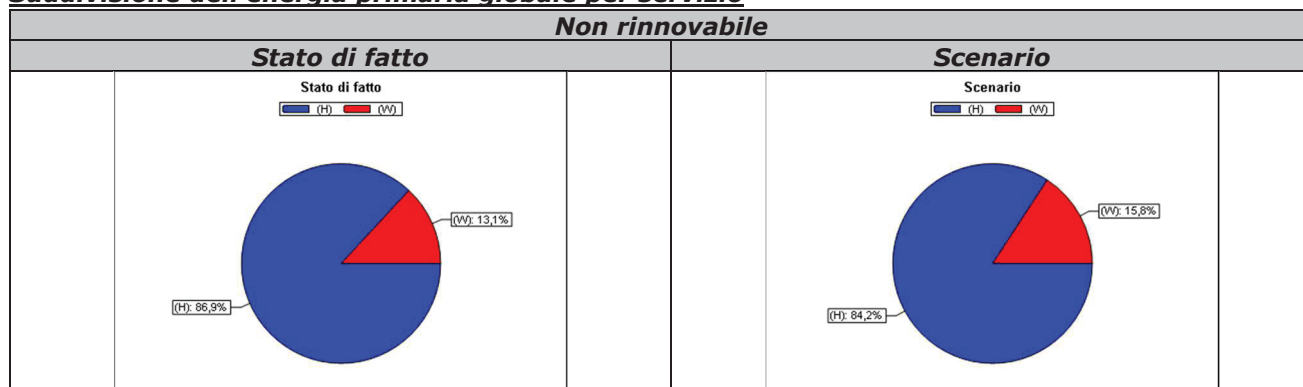 Suddivisione dell'energia primaria globale per servizio
Non rinnovabile
Stato di fatto
Scenario
Stato di fatto
(H) (W)
(W): 13,1%
(H): 86,9%
Scenario
(H) (W)
(W): 15,8%
(H): 84,2%